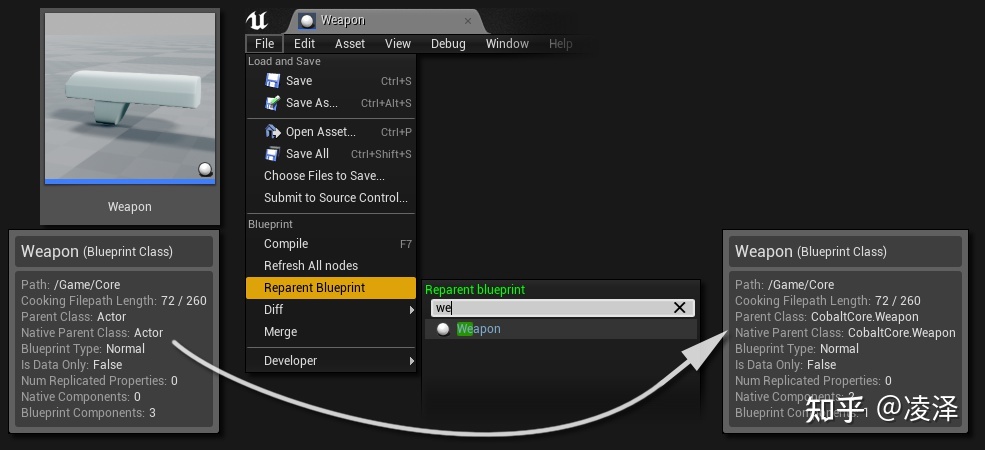 Weapon
Weapon (Blueprint Class)
Path: /Game/Core
Cooking Filepath Length: 72 / 260
Parent Class: Actor
Native Parent Class: Actor
Blueprint Type: Normal
Is Data Only: False
Num Replicated Properties: 0
Native Components: 0
Blueprint Components: 3
Weapon
File Edit Asset View Debug Window Help
Load and Save
Save Ctrl+S
Save As... Ctrl+Alt+S
Open Asset... Ctrl+P
Save All Ctrl+Shift+S
Choose Files to Save...
Submit to Source Control...
Blueprint
Compile F7
Refresh All nodes
Reparent Blueprint
Diff
Merge
Developer
Reparent blueprint
we
Weapon
Weapon (Blueprint Class)
Path: /Game/Core
Cooking Filepath Length: 72 / 260
Parent Class: CobaltCore.Weapon
Native Parent Class: CobaltCore.Weapon
Blueprint Type: Normal
Is Data Only: False
Num Replicated Properties: 0
Native Components: 2
Blueprint Components: 1
知乎 @凌泽